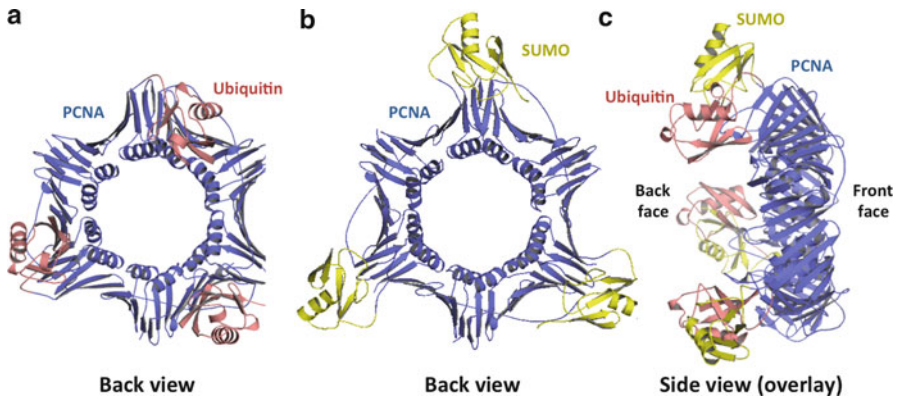 a
PCNA
Ubiquitin
Back view
b
SUMO
PCNA
Back view
c
SUMO
PCNA
Ubiquitin
Back
face
Front
face
Side view (overlay)